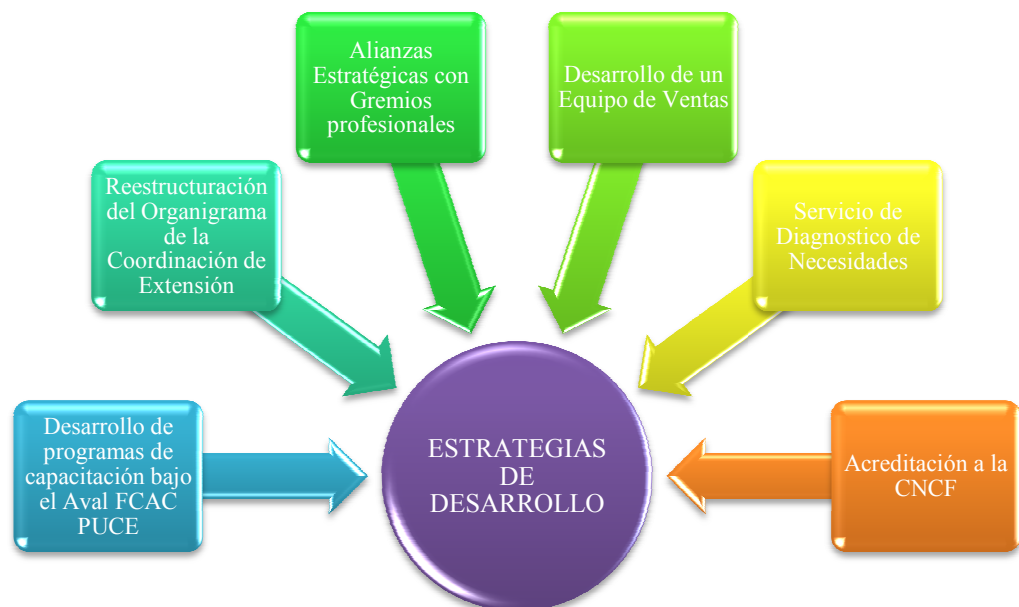 Alianzas
Estratégicas con
Gremios
profesionales
Desarrollo de un
Equipo de Ventas
Reestructuración
del Organigrama
de la
Coordinación de
Extensión
Servicio de
Diagnostico de
Necesidades
Desarrollo de
programas de
capacitación bajo
el Aval FCAC
PUCE
ESTRATEGIAS
DE
DESARROLLO
Acreditación a la
CNCF